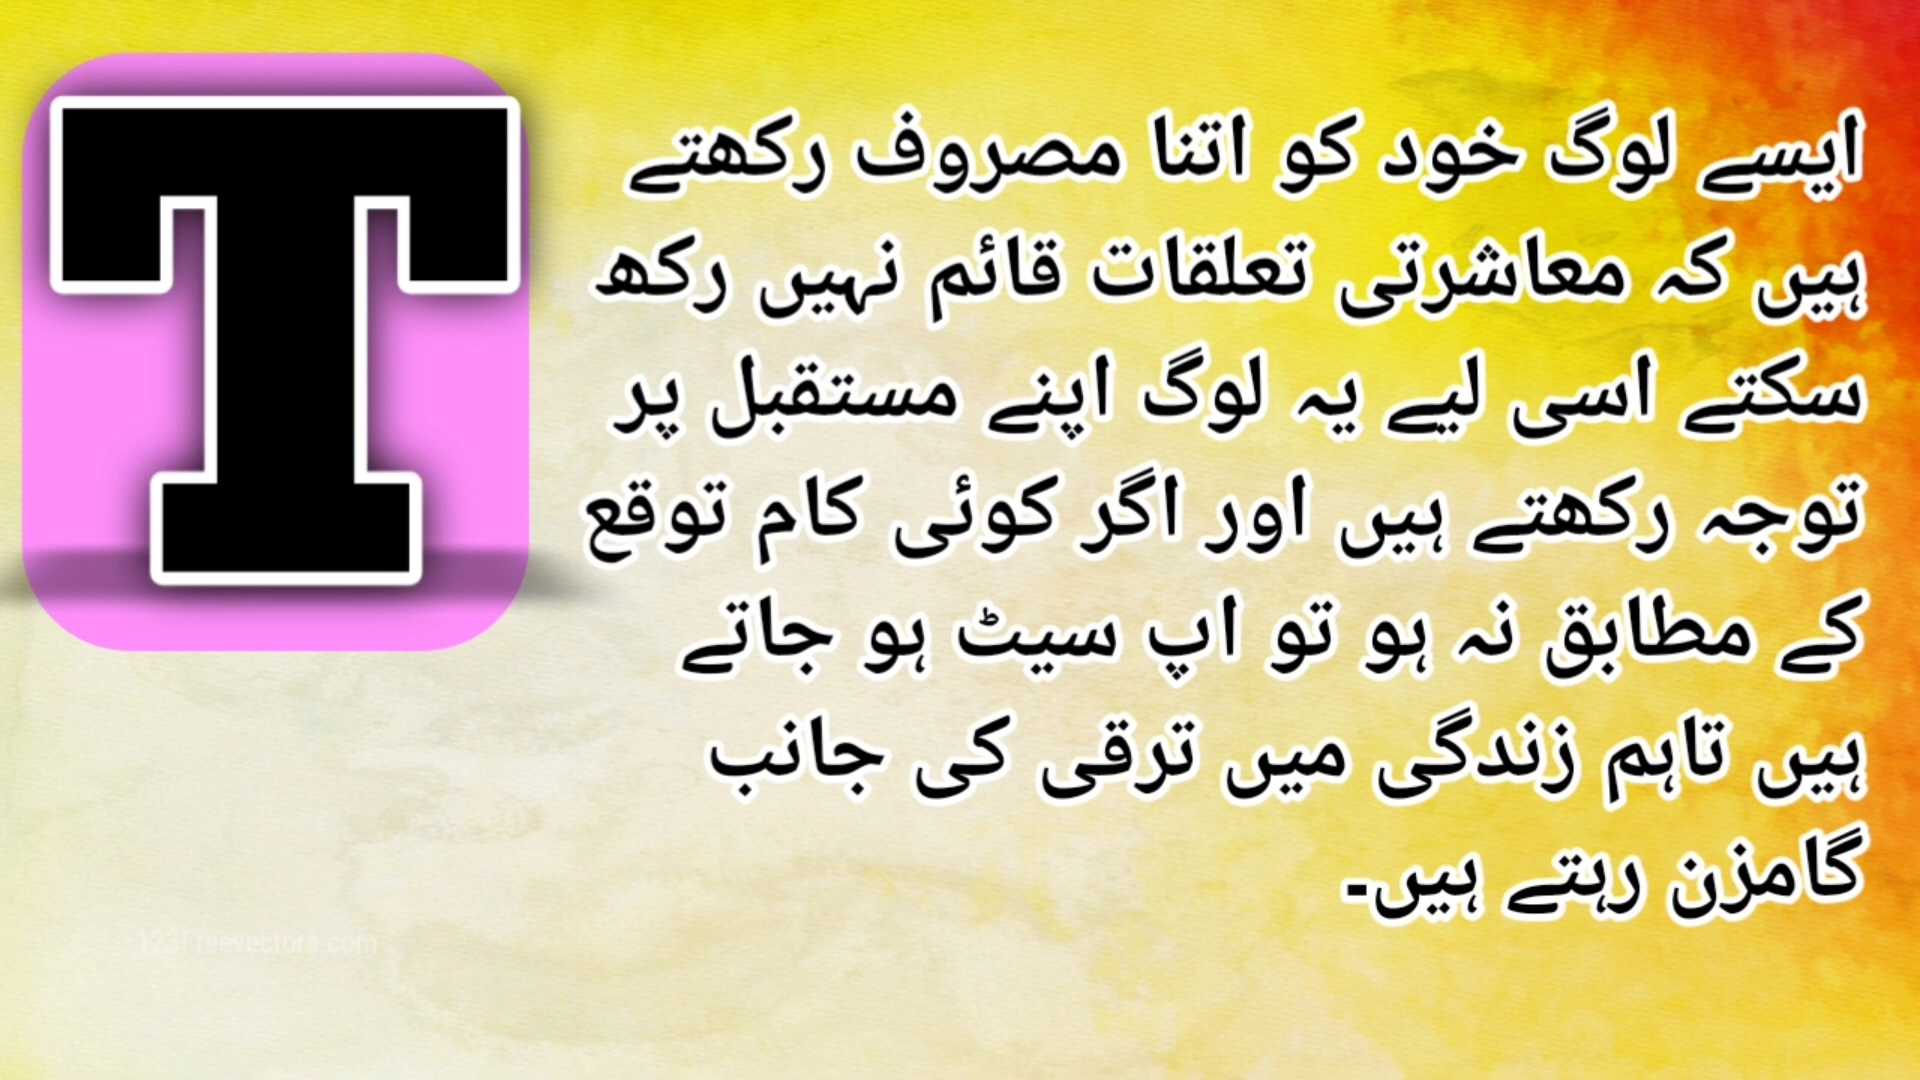 T
ایسے لوگ خود کو اتنا مصروف رکھتے
ہیں کہ معاشرتی تعلقات قائم نہیں رکھ
سکتے اسی لیے یہ لوگ اپنے مستقبل پر
توجہ رکھتے ہیں اور اگر کوئی کام توقع
کے مطابق نہ ہو تو اپ سیٹ ہو جاتے
ہیں تاہم زندگی میں ترقی کی جانب
گامزن رہتے ہیں۔
123Freevectors.com